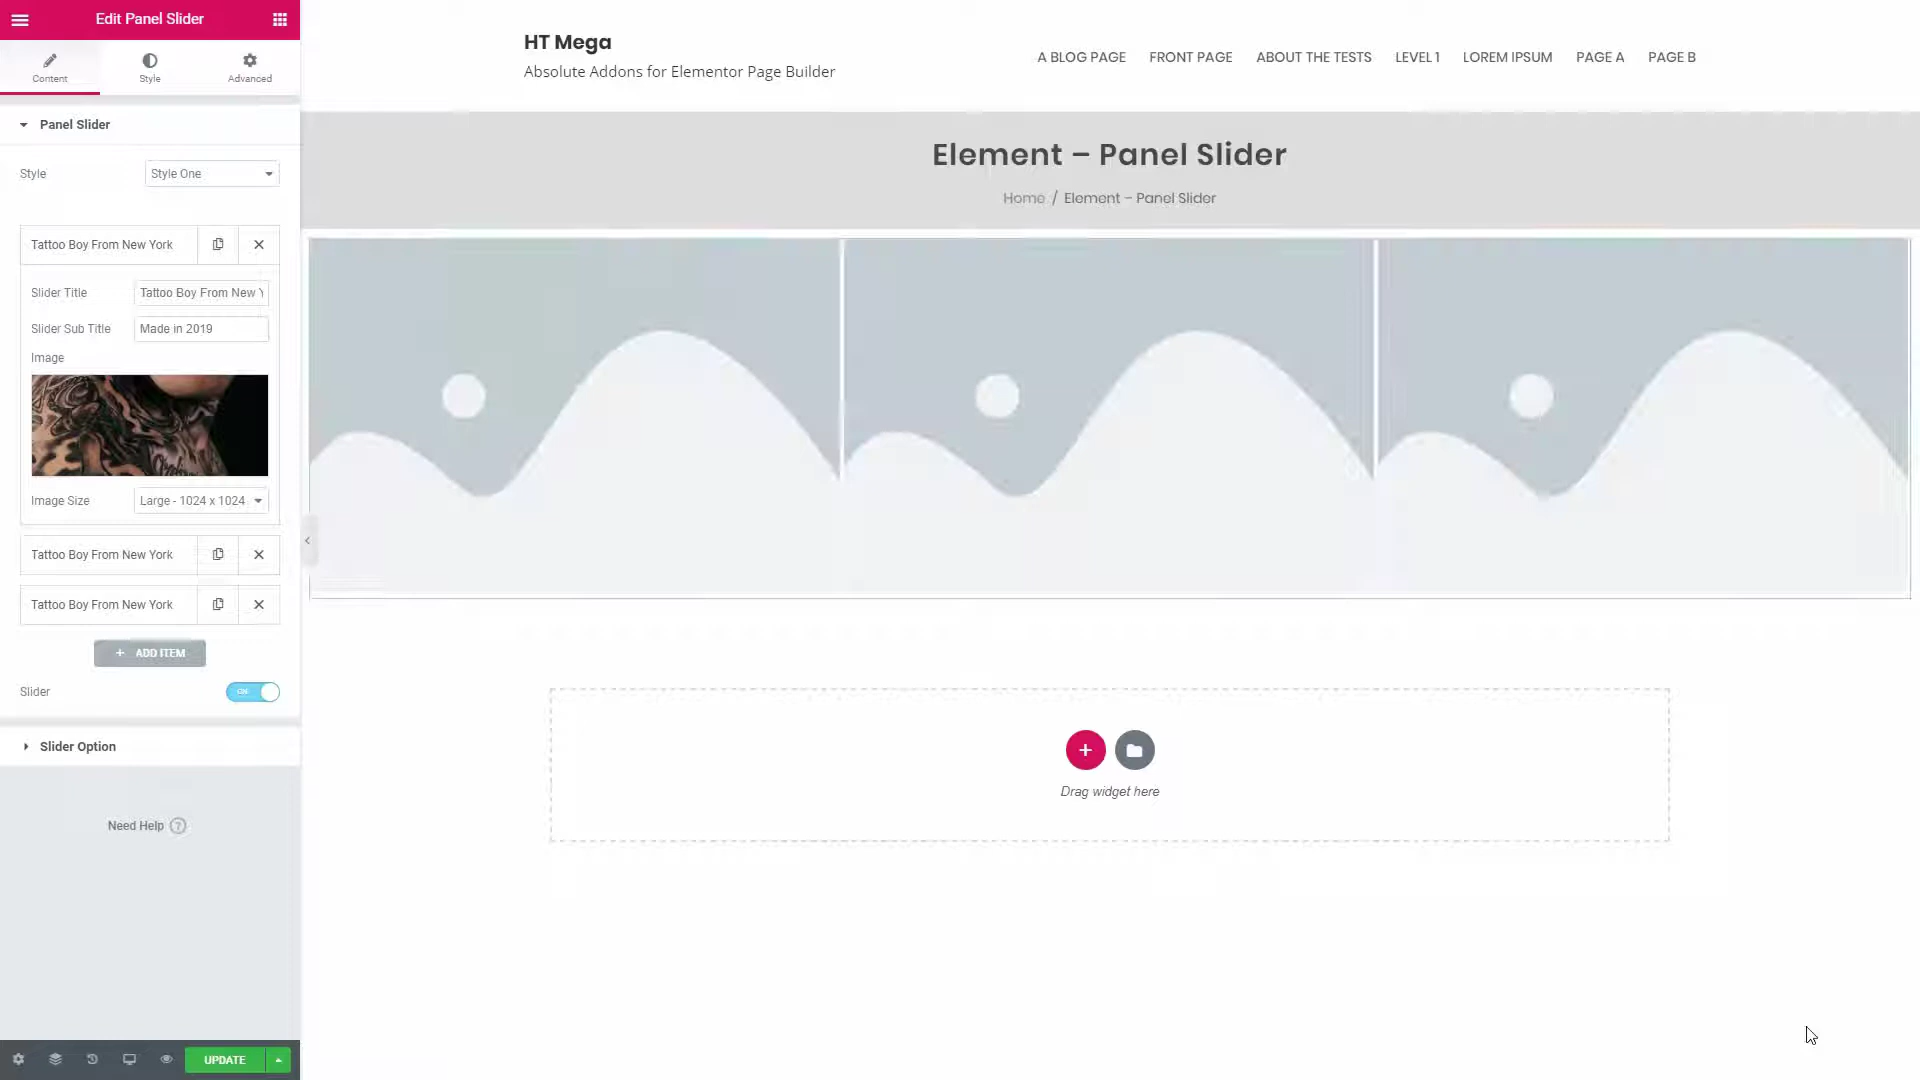 Edit Panel Slider
Content
Style
Advanced
Panel Slider
Style
Style One
Tattoo Boy From New York
Slider Title
Tattoo Boy From New Y
Slider Sub Title
Made in 2019
Image
Image Size
Large - 1024 x 1024
Tattoo Boy From New York
Tattoo Boy From New York
+ ADD ITEM
Slider
ON
Slider Option
Need Help ?
UPDATE
HT Mega
Absolute Addons for Elementor Page Builder
A BLOG PAGE
FRONT PAGE
ABOUT THE TESTS
LEVEL 1
LOREM IPSUM
PAGE A
PAGE B
Element – Panel Slider
Home / Element – Panel Slider
Drag widget here